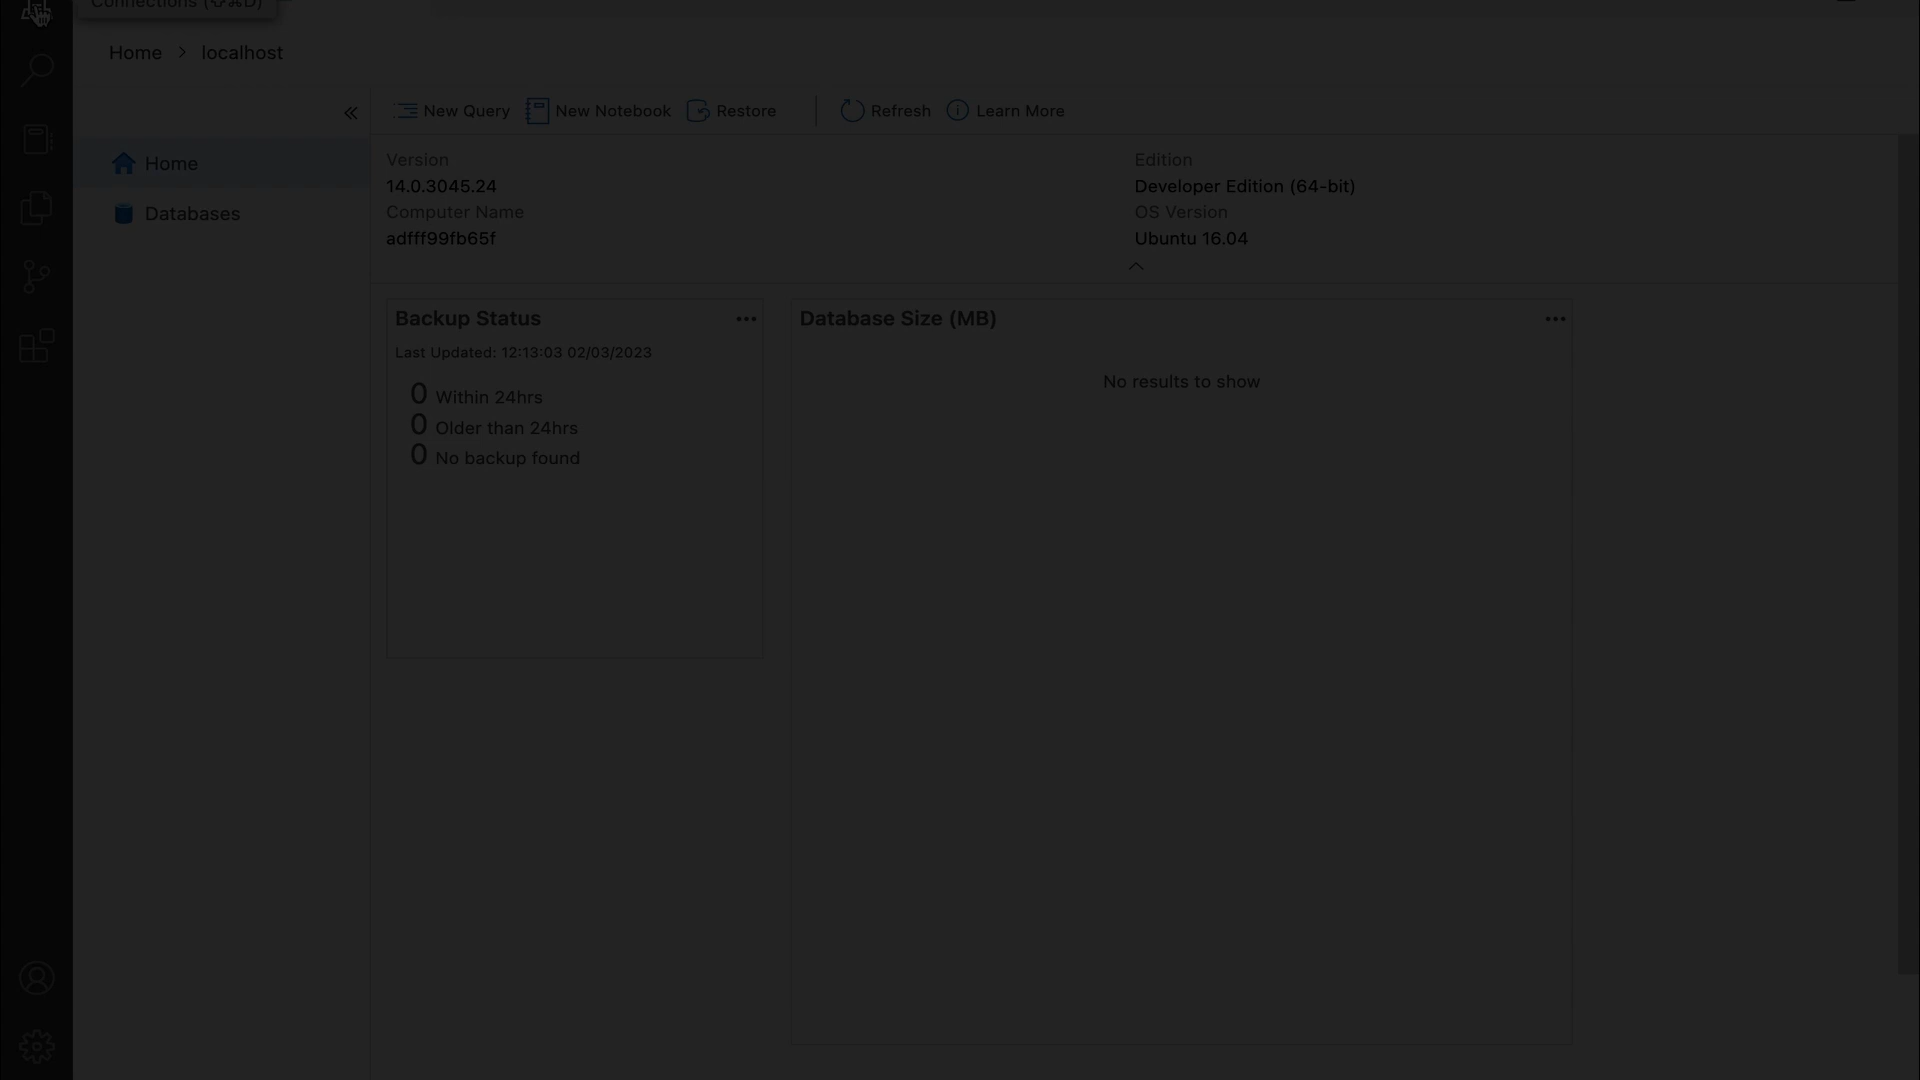 Connections (⇧⌘D)
Home > localhost
New Query New Notebook Restore Refresh Learn More
Home
Databases
Version
14.0.3045.24
Computer Name
adfff99fb65f
Edition
Developer Edition (64-bit)
OS Version
Ubuntu 16.04
Backup Status
Last Updated: 12:13:03 02/03/2023
0 Within 24hrs
0 Older than 24hrs
0 No backup found
Database Size (MB)
No results to show